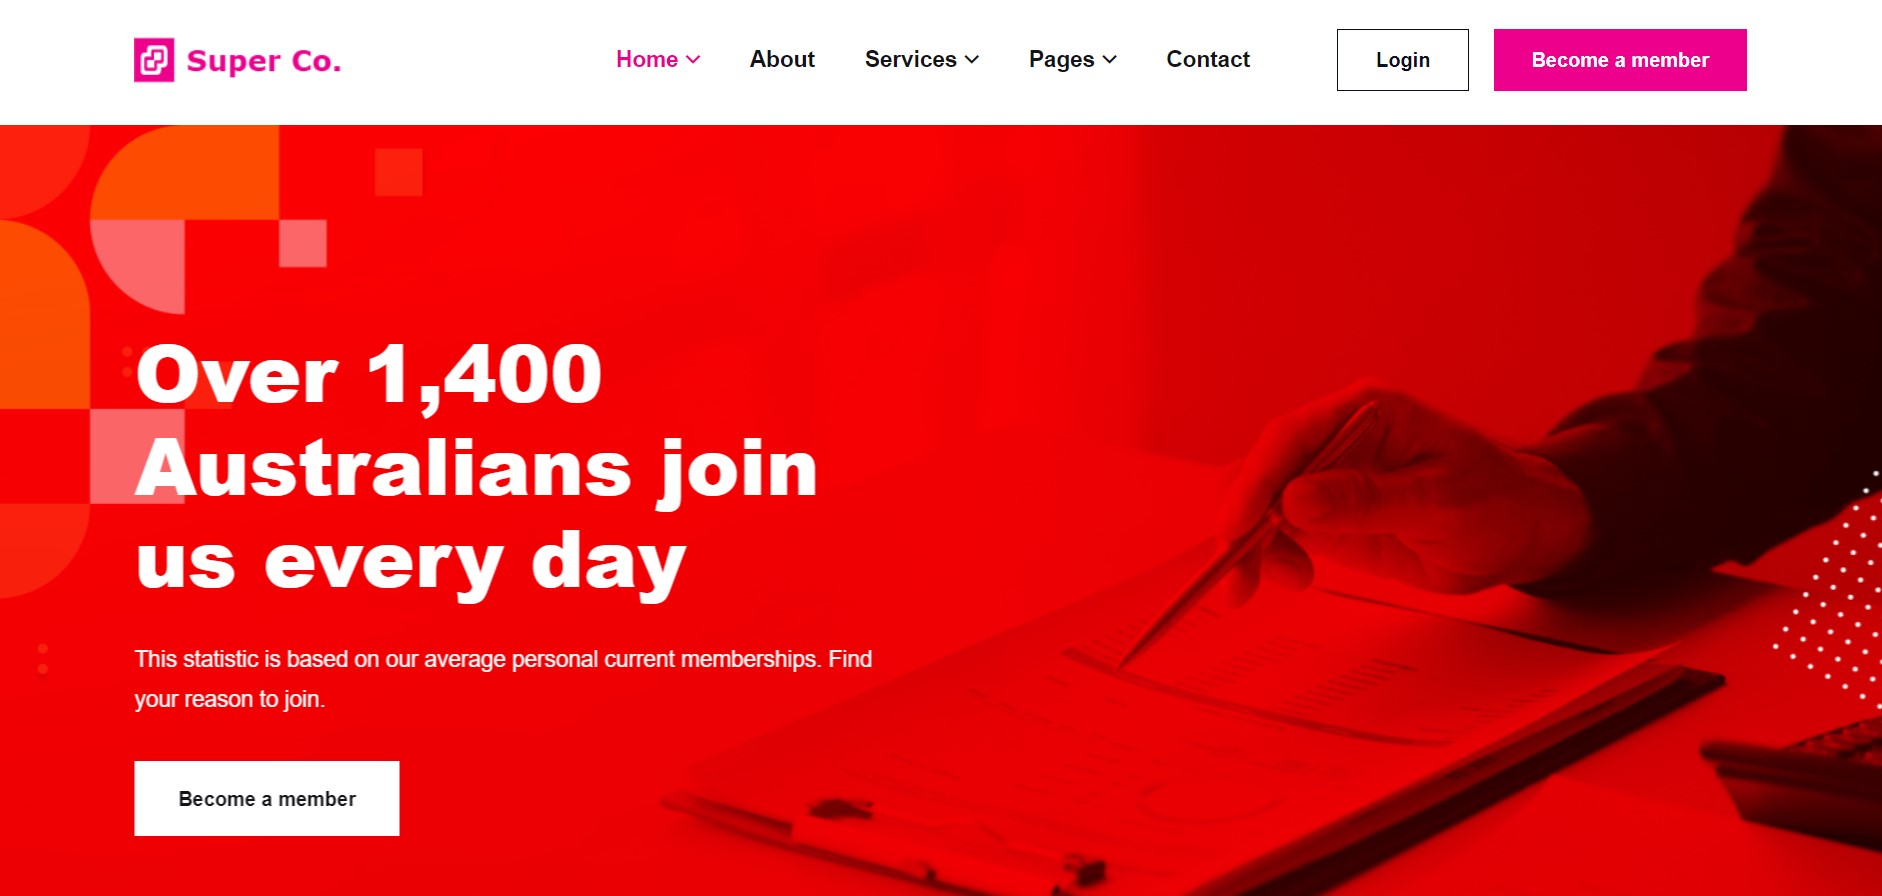 Super Co.
Home
About
Services
Pages
Contact
Login
Become a member
Over 1,400
Australians join
us every day
This statistic is based on our average personal current memberships. Find
your reason to join.
Become a member